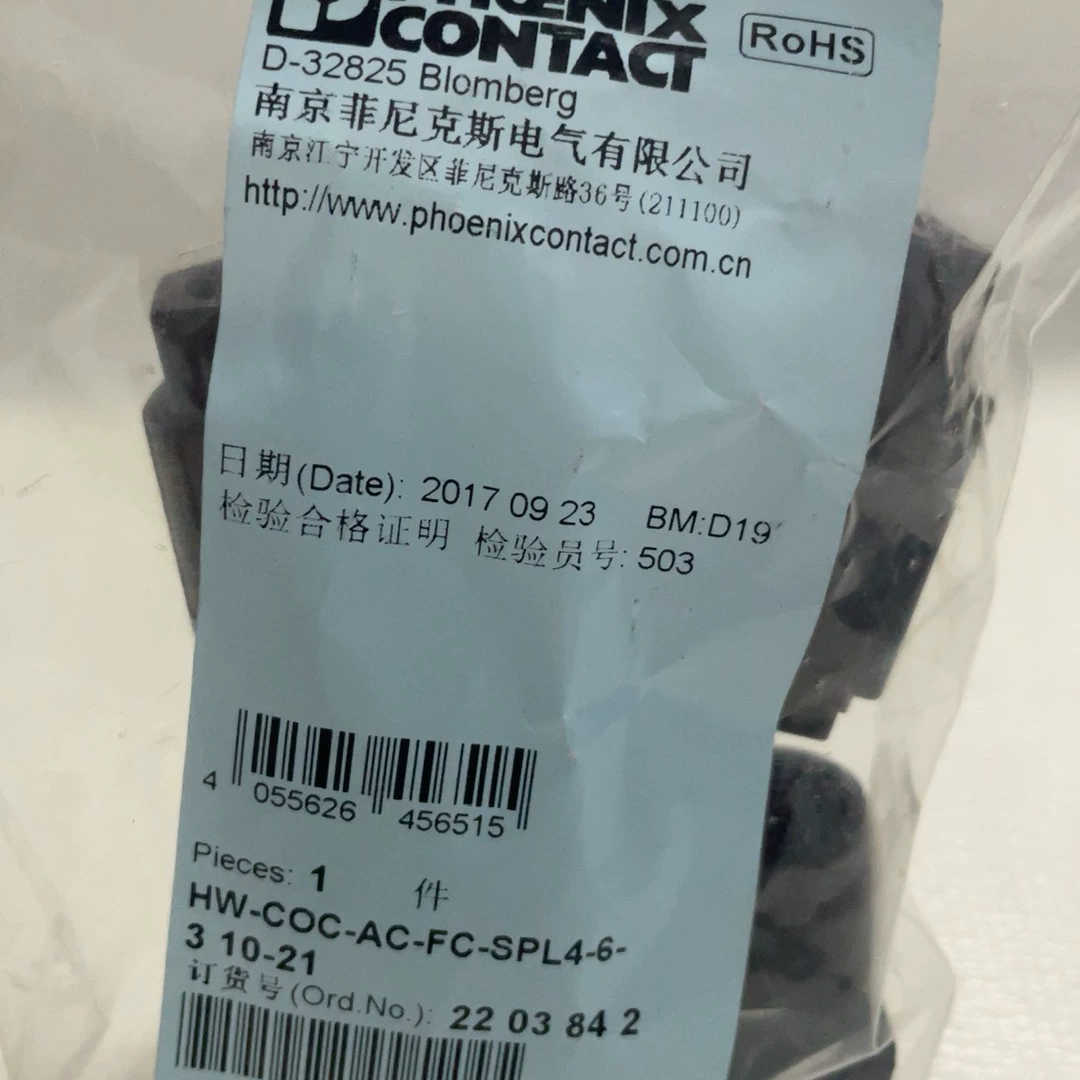 PHŒNIX
CONTACT
RoHS
D-32825 Blomberg
南京菲尼克斯电气有限公司
南京江宁开发区菲尼克斯路36号(211100)
http://www.phoenixcontact.com.cn
日期(Date): 2017 09 23 BM:D19
检验合格证明 检验员号: 503
4 055626 456515
Pieces: 1 件
HW-COC-AC-FC-SPL4-6-
3 10-21
订货号(Ord.No.): 22 03 84 2